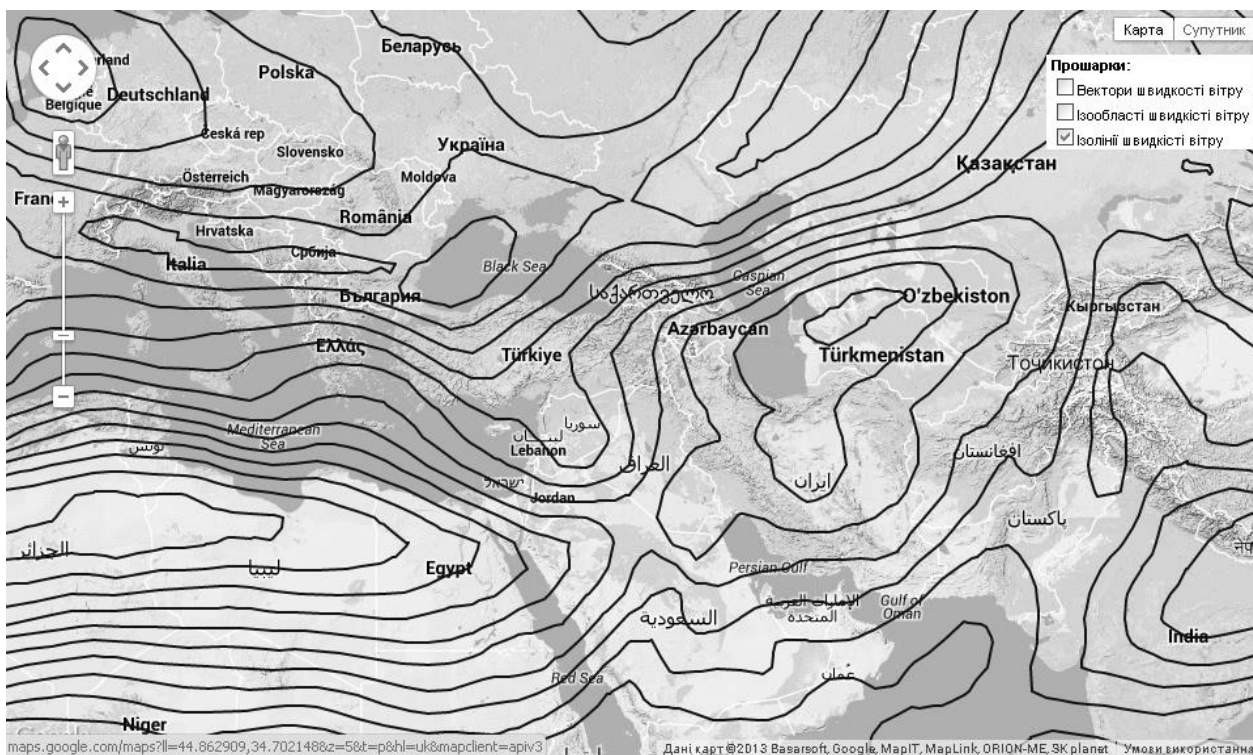 Карта Супутник
Прошарки:
Вектори швидкості вітру
Ізообласті швидкісті вітру
Ізолінії швидкісті вітру
Беларусь
Polska
Belgique
Deutschland
Česká rep
Україна
Slovensko
Қазақстан
Österreich
Moldova
Magyarország
România
Hrvatska
Србија
Italia
Black Sea
Caspian
Sea
საქართველო
O'zbekiston
България
Кыргызстан
Azərbaycan
Ελλάς
Türkiye
Türkmenistan
Тоҷикистон
سوريا
Mediterranean
Sea
لبنان
Lebanon
تونس
افغانستان
العراق
ایران
ישראל
Jordan
پاکستان
الجزائر
ليبيا
Egypt
Persian Gulf
الإمارات العربية
المتحدة
Gulf of
Oman
السعودية
India
عُمان
Red Sea
Niger
maps.google.com/maps?ll=44.862909,34.702148&z=5&t=p&hl=uk&mapclient=apiv3
Дані карт ©2013 Basarsoft, Google, MapIT, MapLink, ORION-ME, SK planet Умови використання